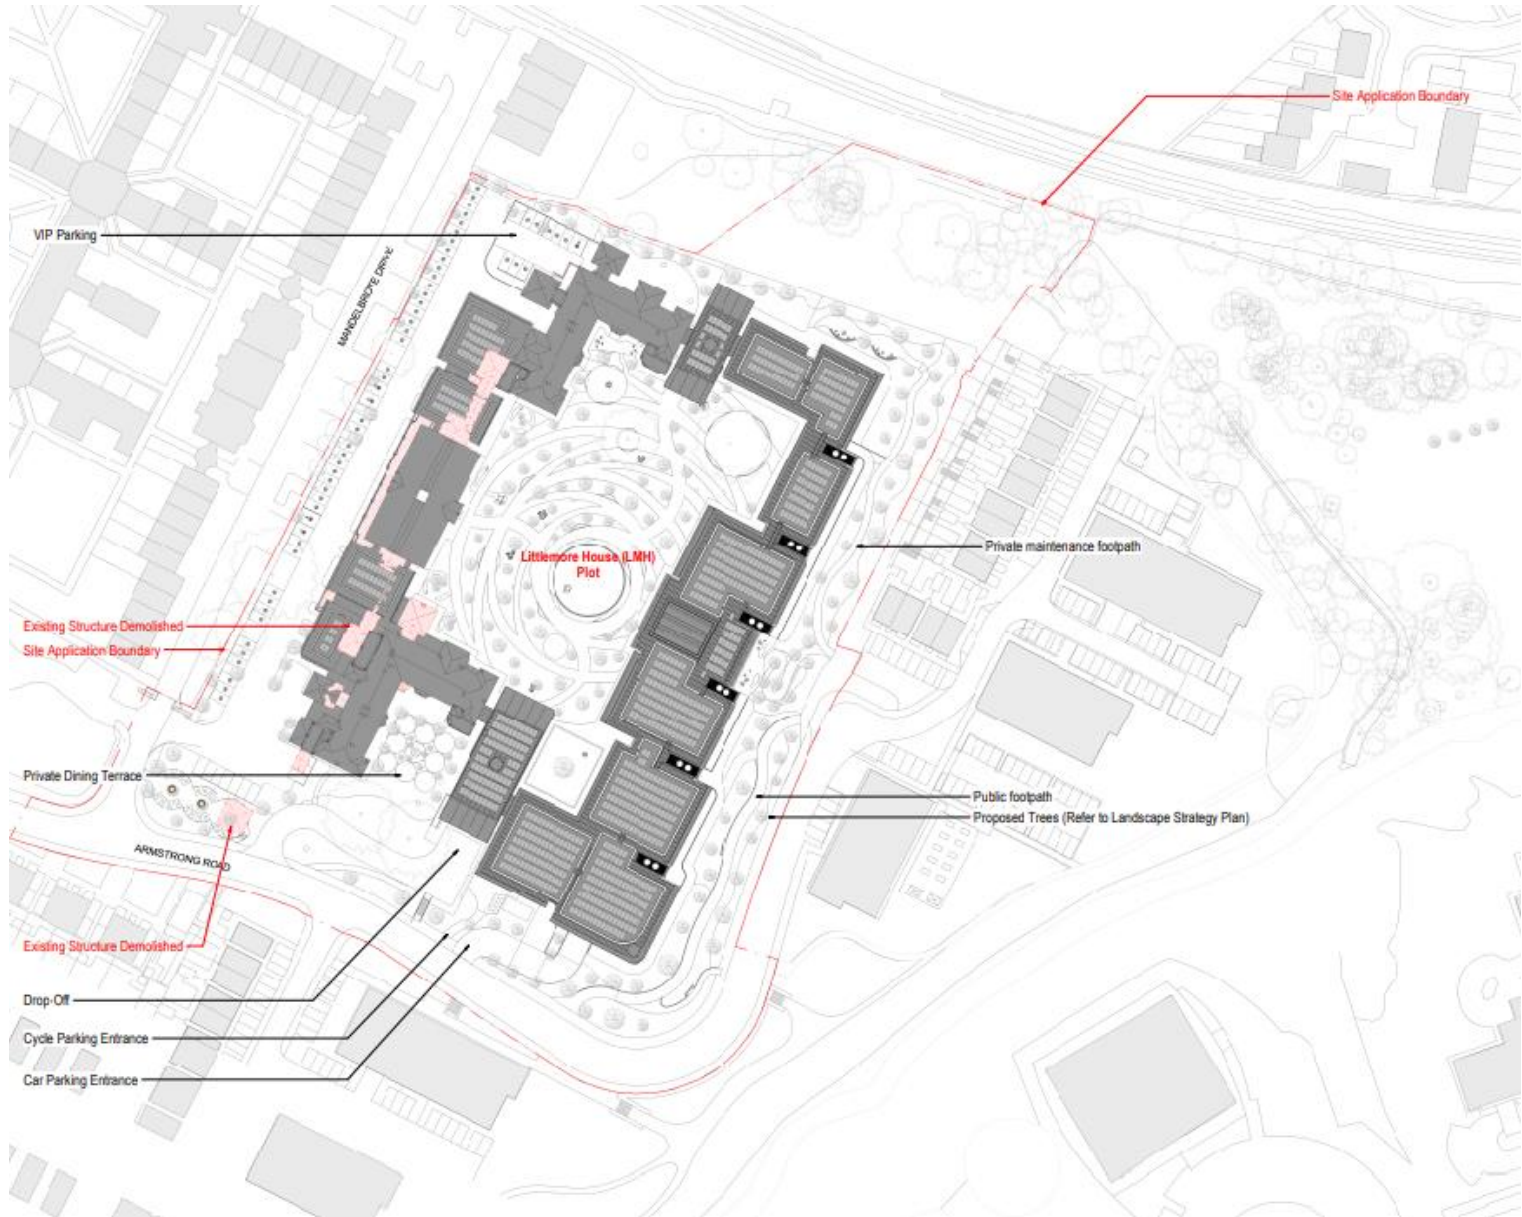 Site Application Boundary
VIP Parking
MANDELBROTE DRIVE
Littlemore House (LMH)
Plot
Private maintenance footpath
Existing Structure Demolished
Site Application Boundary
Private Dining Terrace
Public footpath
Proposed Trees (Refer to Landscape Strategy Plan)
ARMSTRONG ROAD
Existing Structure Demolished
Drop-Off
Cycle Parking Entrance
Car Parking Entrance